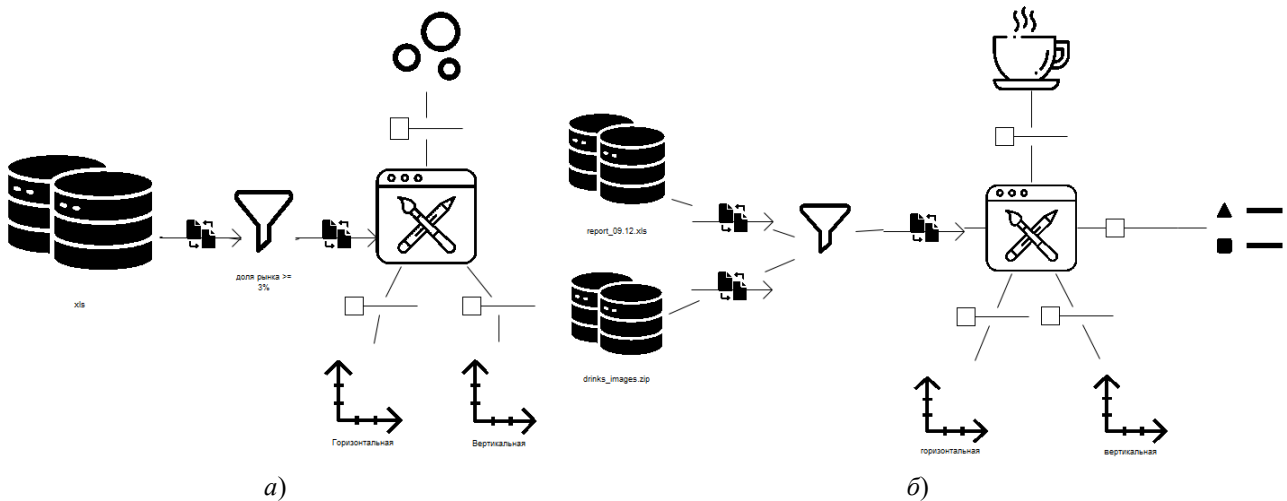 xls
доля рынка >=
3%
Горизонтальная
Вертикальная
а)
report_09.12.xls
drinks_images.zip
горизонтальная
вертикальная
б)